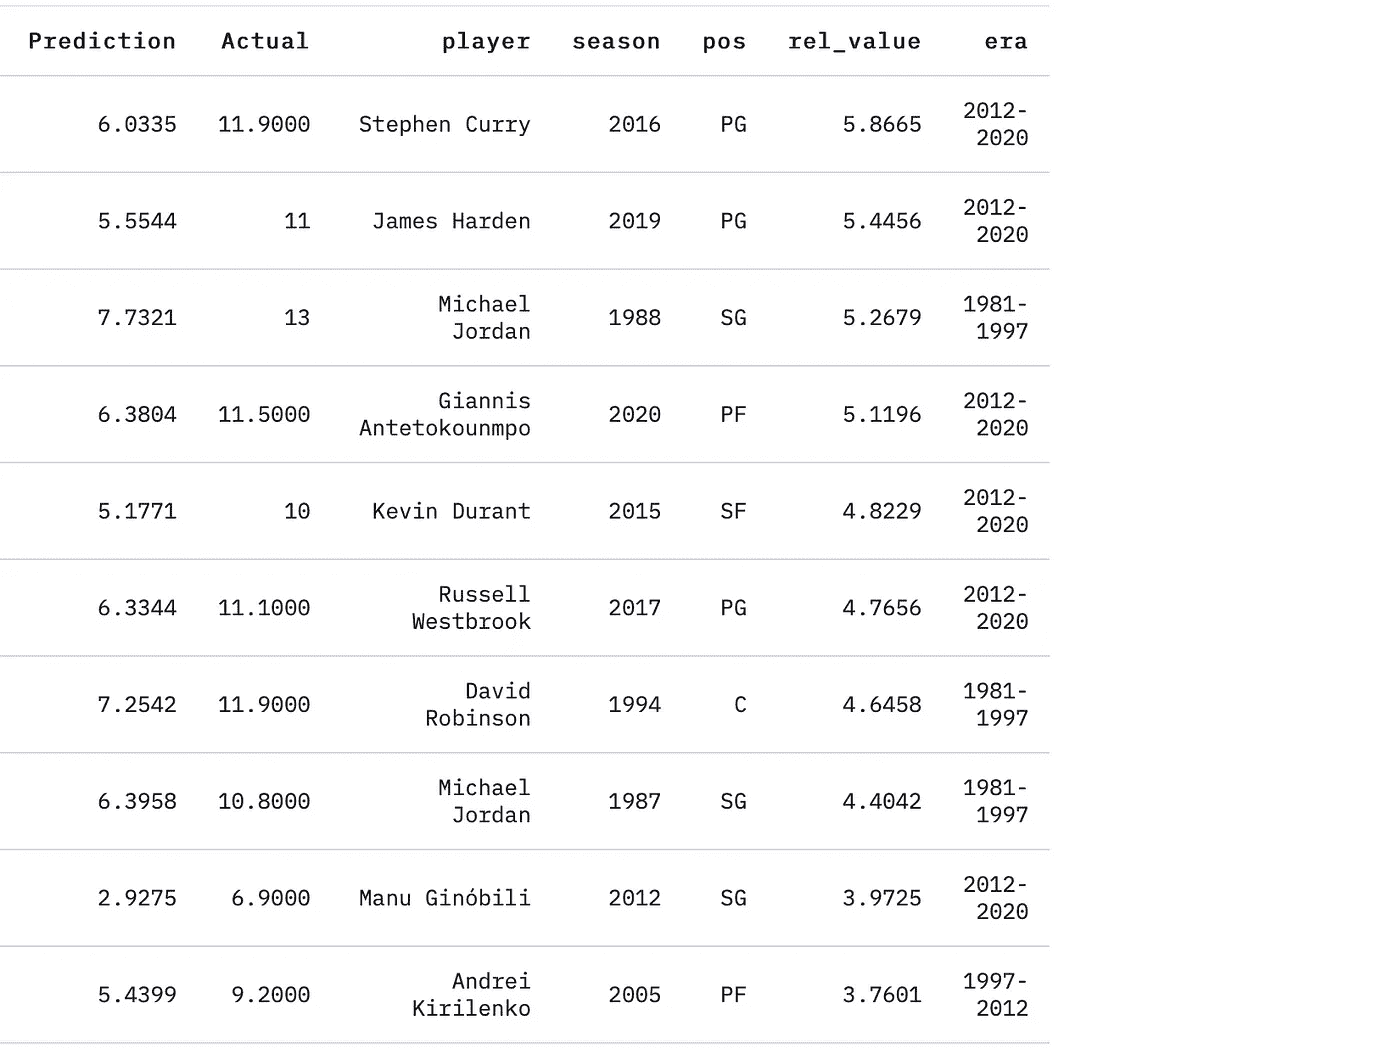 Prediction Actual player season pos rel_value era
6.0335 11.9000 Stephen Curry 2016 PG 5.8665 2012-
2020
5.5544 11 James Harden 2019 PG 5.4456 2012-
2020
7.7321 13 Michael
Jordan 1988 SG 5.2679 1981-
1997
6.3804 11.5000 Giannis
Antetokounmpo 2020 PF 5.1196 2012-
2020
5.1771 10 Kevin Durant 2015 SF 4.8229 2012-
2020
6.3344 11.1000 Russell
Westbrook 2017 PG 4.7656 2012-
2020
7.2542 11.9000 David
Robinson 1994 C 4.6458 1981-
1997
6.3958 10.8000 Michael
Jordan 1987 SG 4.4042 1981-
1997
2.9275 6.9000 Manu Ginóbili 2012 SG 3.9725 2012-
2020
5.4399 9.2000 Andrei
Kirilenko 2005 PF 3.7601 1997-
2012